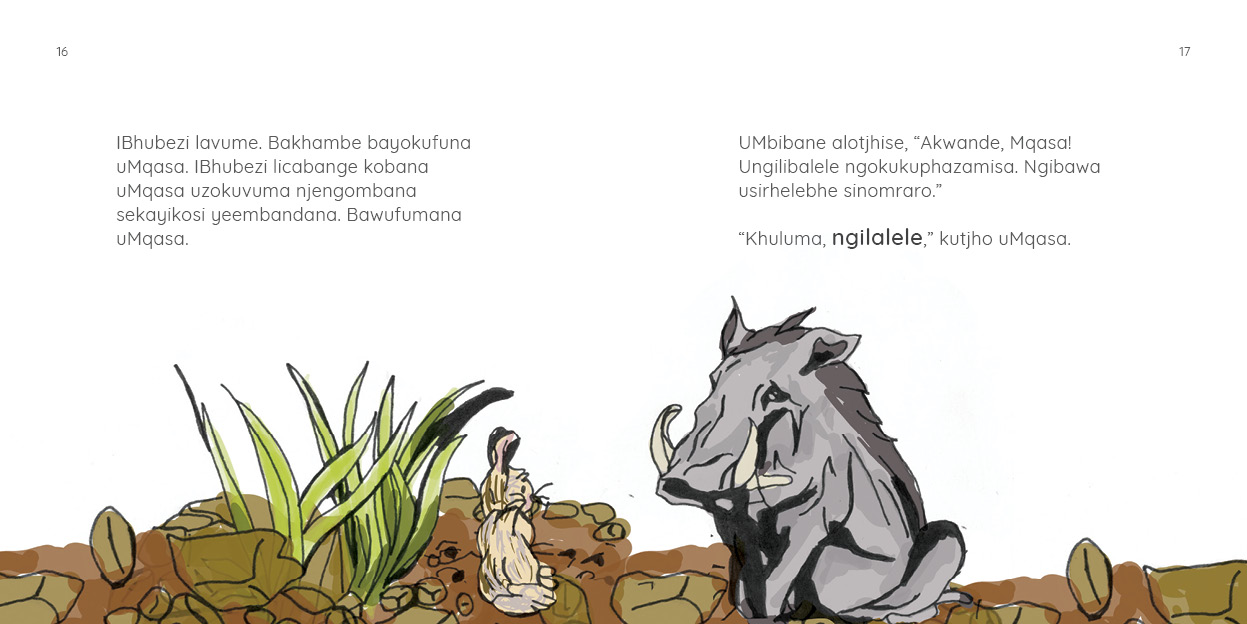 16
IBhubezi lavume. Bakhambe bayokufuna
uMqasa. IBhubezi licabange kobana
uMqasa uzokuvuma njengombana
sekayikosi yeembandana. Bawufumana
uMqasa.
17
UMbibane alotjhise, “Akwande, Mqasa!
Ungilibalele ngokukuphazamisa. Ngibawa
usirhelebhe sinomraro.”
“Khuluma, ngilalele,” kutjho uMqasa.